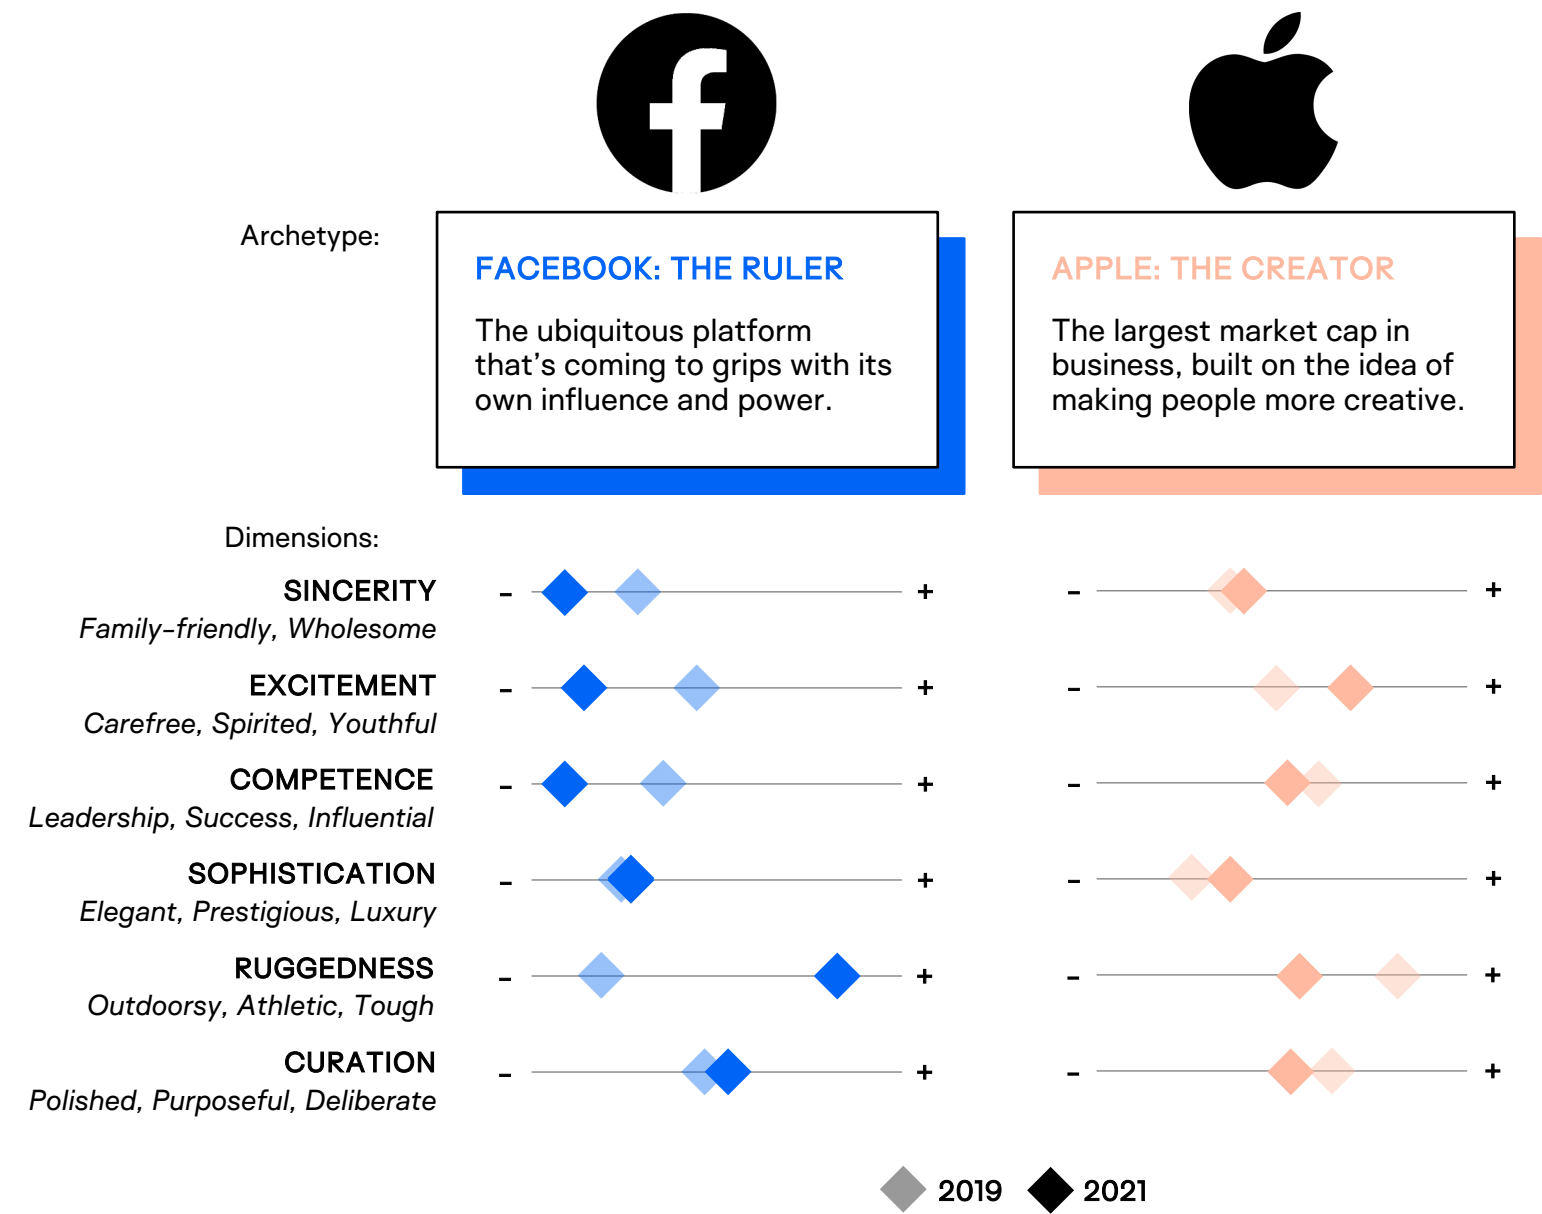 Archetype:
FACEBOOK: THE RULER
The ubiquitous platform
that's coming to grips with its
own influence and power.
APPLE: THE CREATOR
The largest market cap in
business, built on the idea of
making people more creative.
Dimensions:
SINCERITY
- +
- +
Family-friendly, Wholesome
EXCITEMENT
- +
- +
Carefree, Spirited, Youthful
COMPETENCE
- +
- +
Leadership, Success, Influential
SOPHISTICATION
- +
- +
Elegant, Prestigious, Luxury
RUGGEDNESS
- +
- +
Outdoorsy, Athletic, Tough
CURATION
- +
- +
Polished, Purposeful, Deliberate
2019
2021